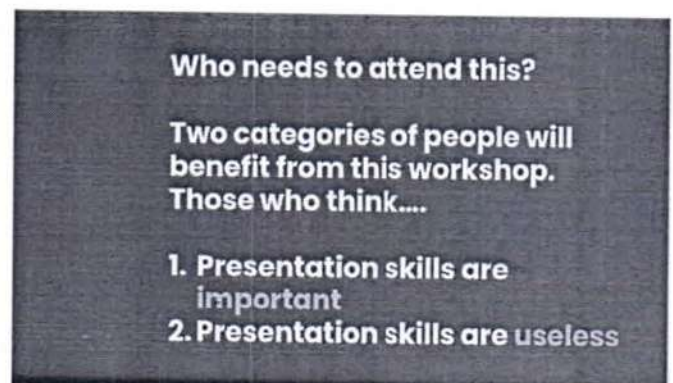 Who needs to attend this?
Two categories of people will
benefit from this workshop.
Those who think....
1. Presentation skills are
important
2. Presentation skills are useless